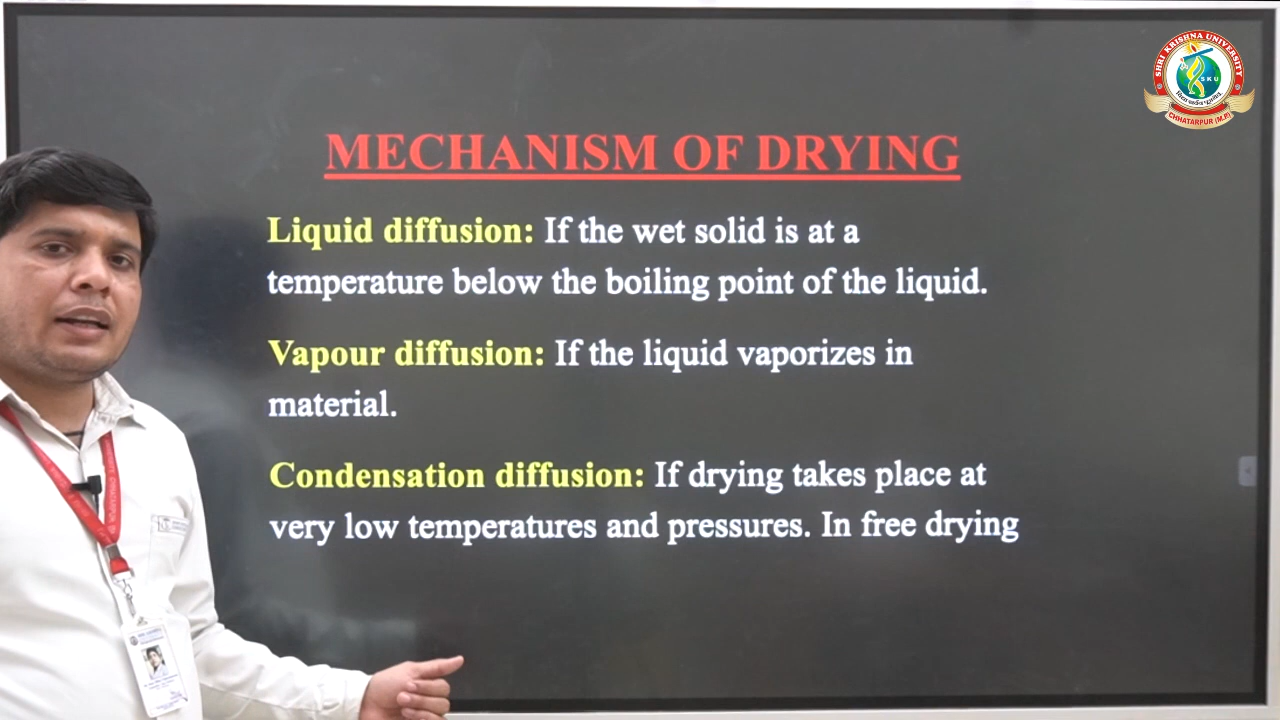 SHRI KRISHNA UNIVERSITY
SKU
CHHATARPUR (M.P.)
MECHANISM OF DRYING
Liquid diffusion: If the wet solid is at a
temperature below the boiling point of the liquid.
Vapour diffusion: If the liquid vaporizes in
material.
Condensation diffusion: If drying takes place at
very low temperatures and pressures. In free drying